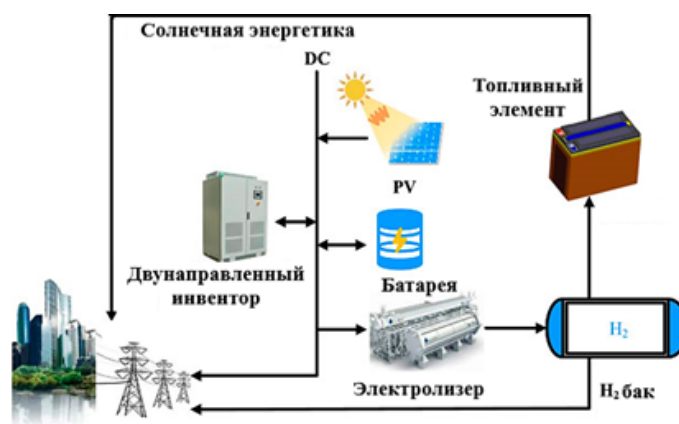 Солнечная энергетика
DC
Топливный
элемент
PV
Двунаправленный
инвентор
Батарея
H₂
Электролизер
H₂ бак